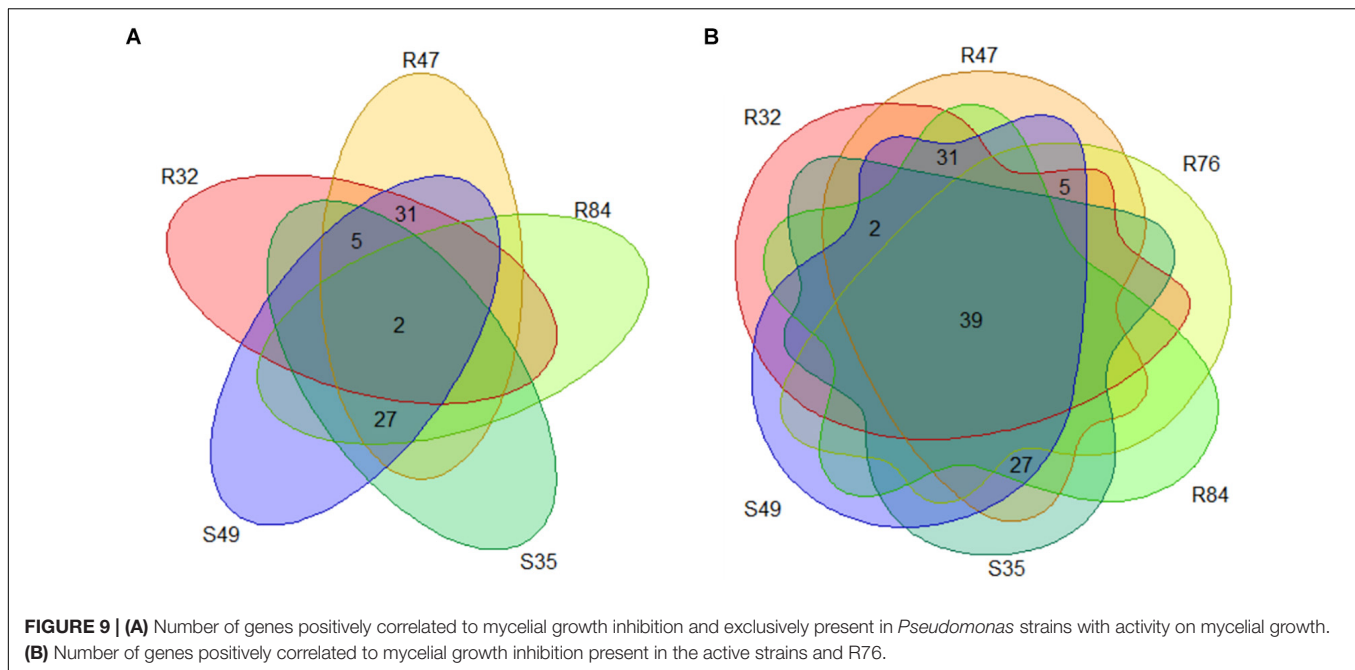 A
R47
R32
31
R84
5
2
27
S49
S35
B
R47
R32
31
R76
5
2
39
27
S49
R84
S35
FIGURE 9 | (A) Number of genes positively correlated to mycelial growth inhibition and exclusively present in Pseudomonas strains with activity on mycelial growth.
(B) Number of genes positively correlated to mycelial growth inhibition present in the active strains and R76.